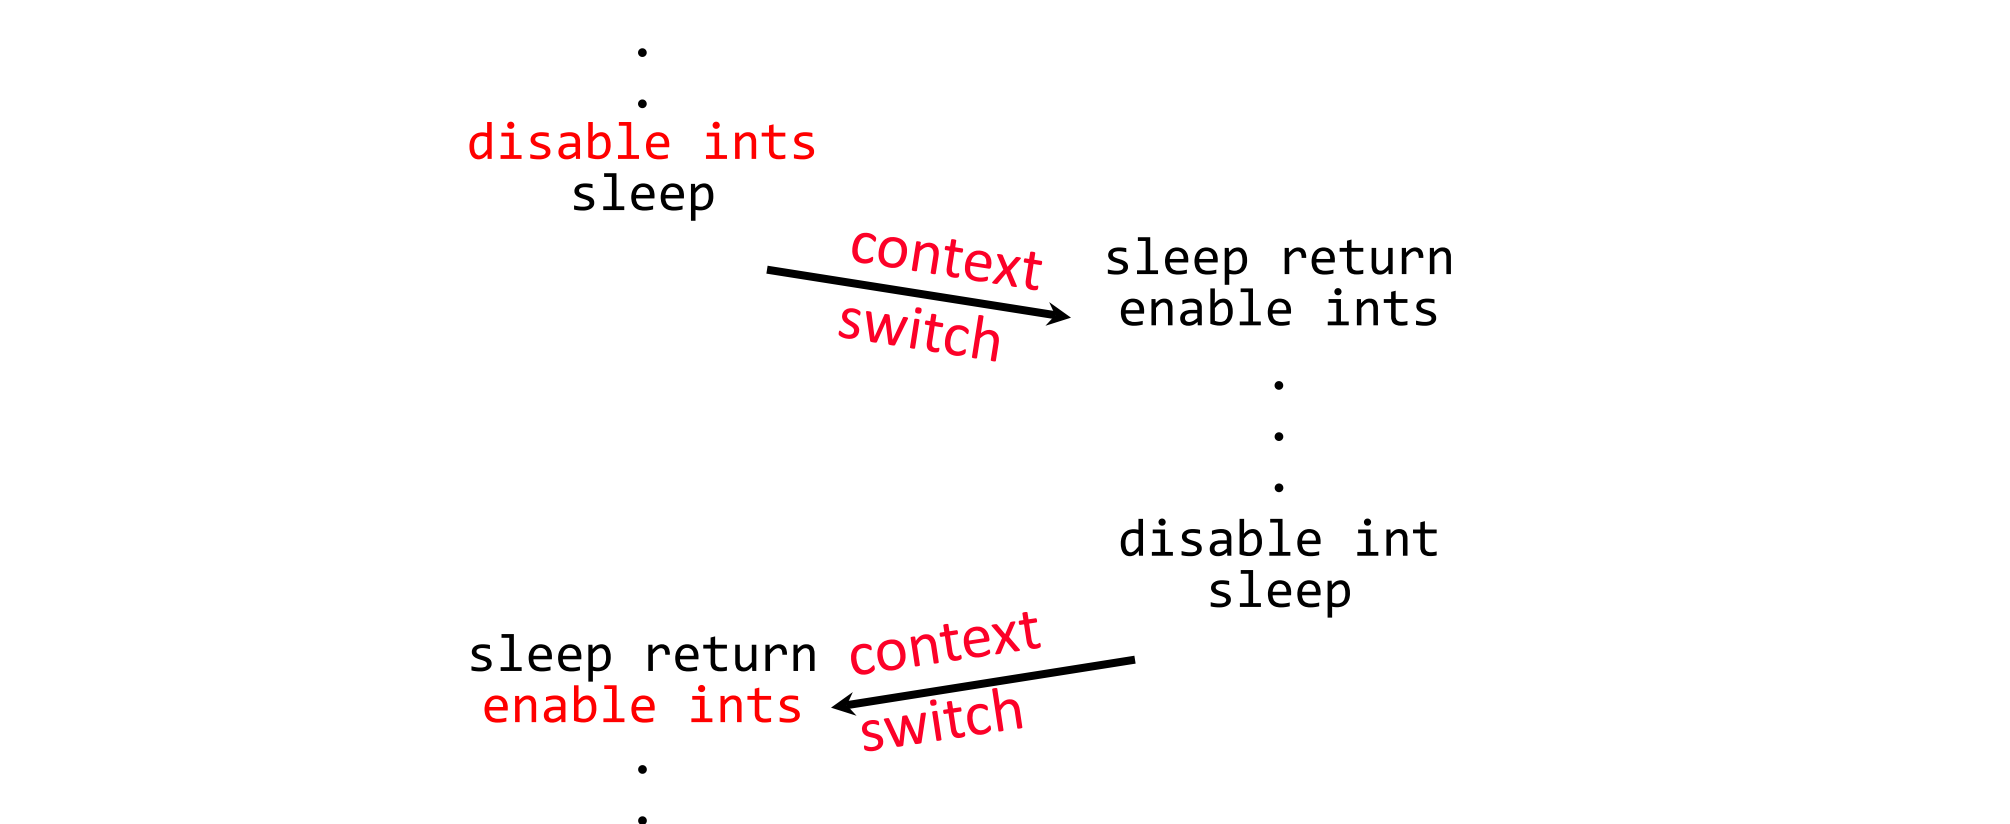 .
.
disable ints
sleep
context
switch
sleep return
enable ints
.
.
.
disable int
sleep
context
switch
sleep return
enable ints
.
.